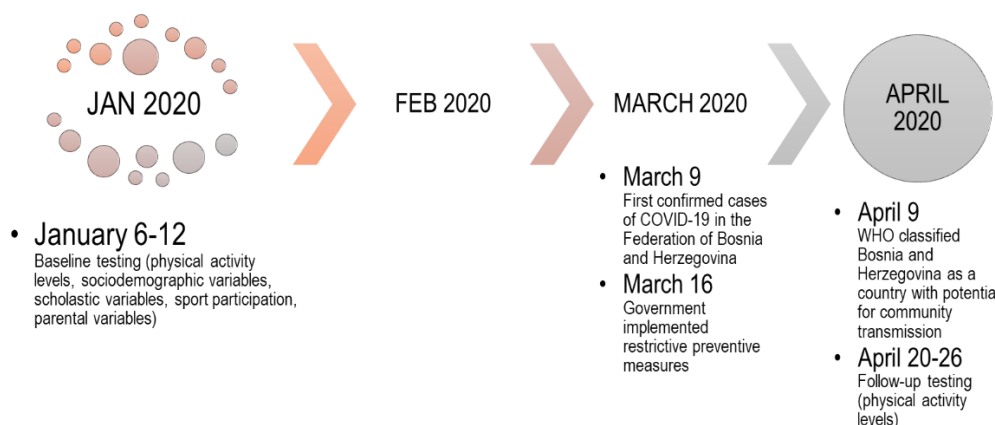 JAN 2020
• January 6-12
Baseline testing (physical activity
levels, sociodemographic variables,
scholastic variables, sport participation,
parental variables)
FEB 2020
MARCH 2020
• March 9
First confirmed cases
of COVID-19 in the
Federation of Bosnia
and Herzegovina
• March 16
Government
implemented
restrictive preventive
measures
APRIL
2020
• April 9
WHO classified
Bosnia and
Herzegovina as a
country with potential
for community
transmission
• April 20-26
Follow-up testing
(physical activity
levels)